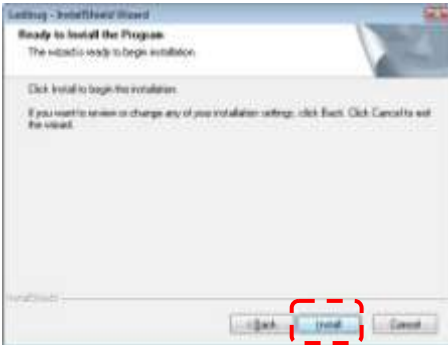 Ladibug - InstallShield Wizard
Ready to Install the Program
The wizard is ready to begin installation.
Click Install to begin the installation.
If you want to review or change any of your installation settings, click Back. Click Cancel to exit
the wizard.
InstallShield
< Back
Install
Cancel